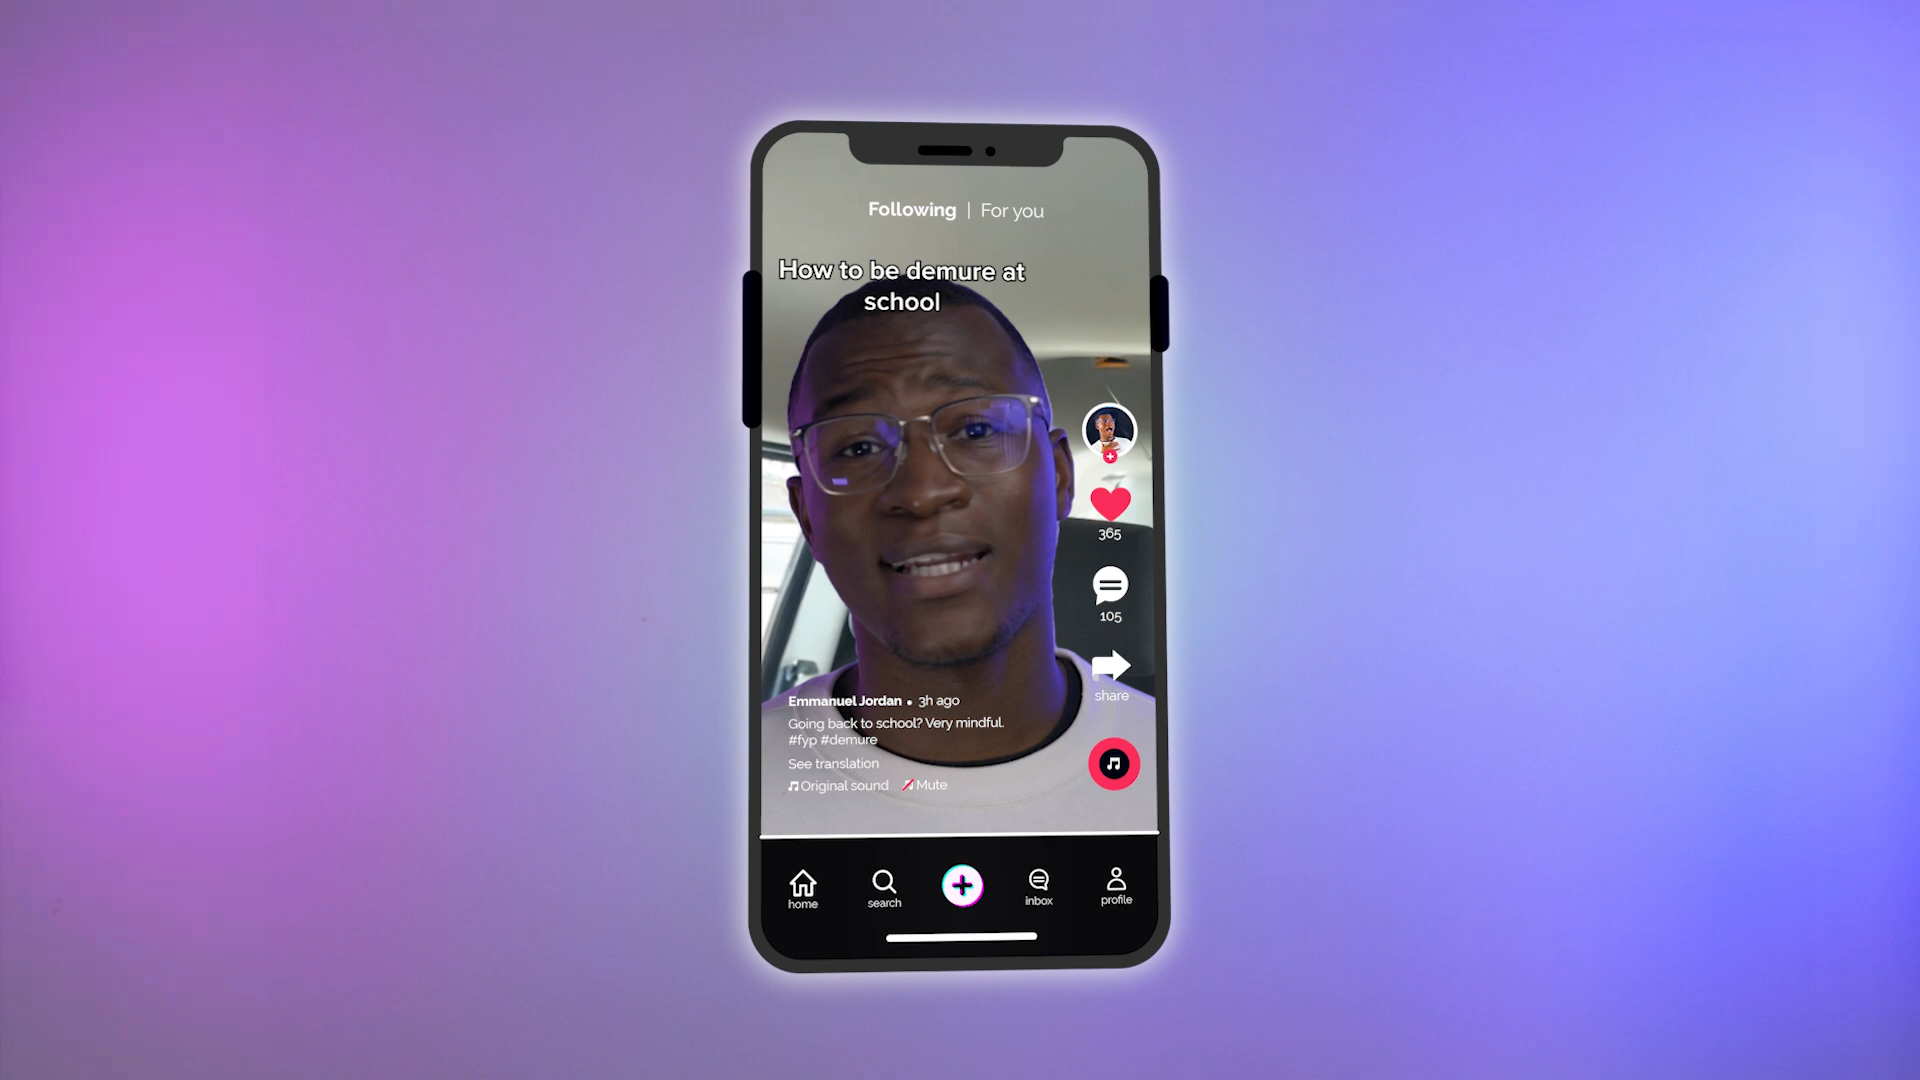 Following | For you
How to be demure at
school
365
105
share
Emmanuel Jordan • 3h ago
Going back to school? Very mindful.
#fyp #demure
See translation
Original sound Mute
home search inbox profile